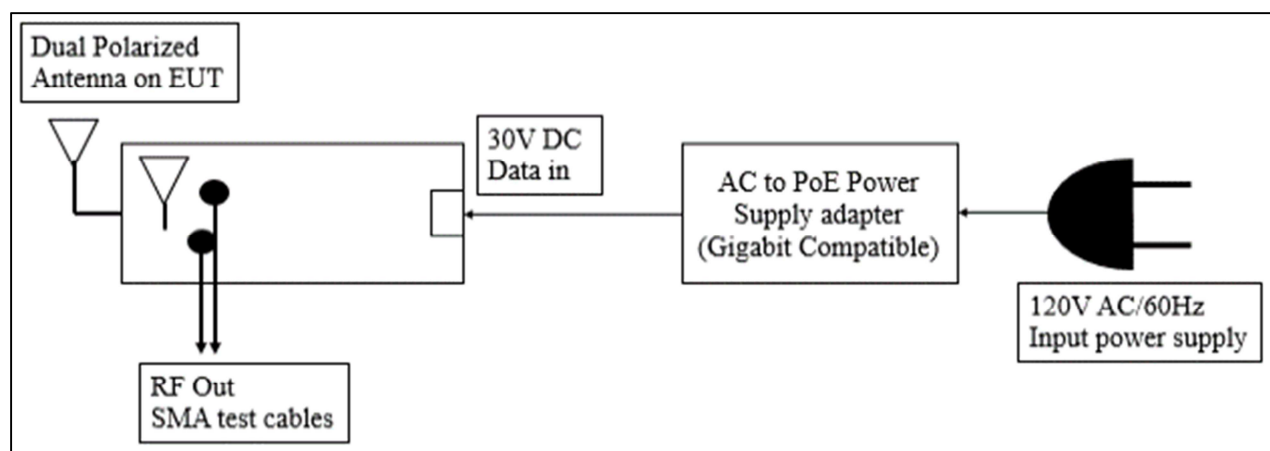 Dual Polarized
Antenna on EUT
30V DC
Data in
AC to PoE Power
Supply adapter
(Gigabit Compatible)
120V AC/60Hz
Input power supply
RF Out
SMA test cables